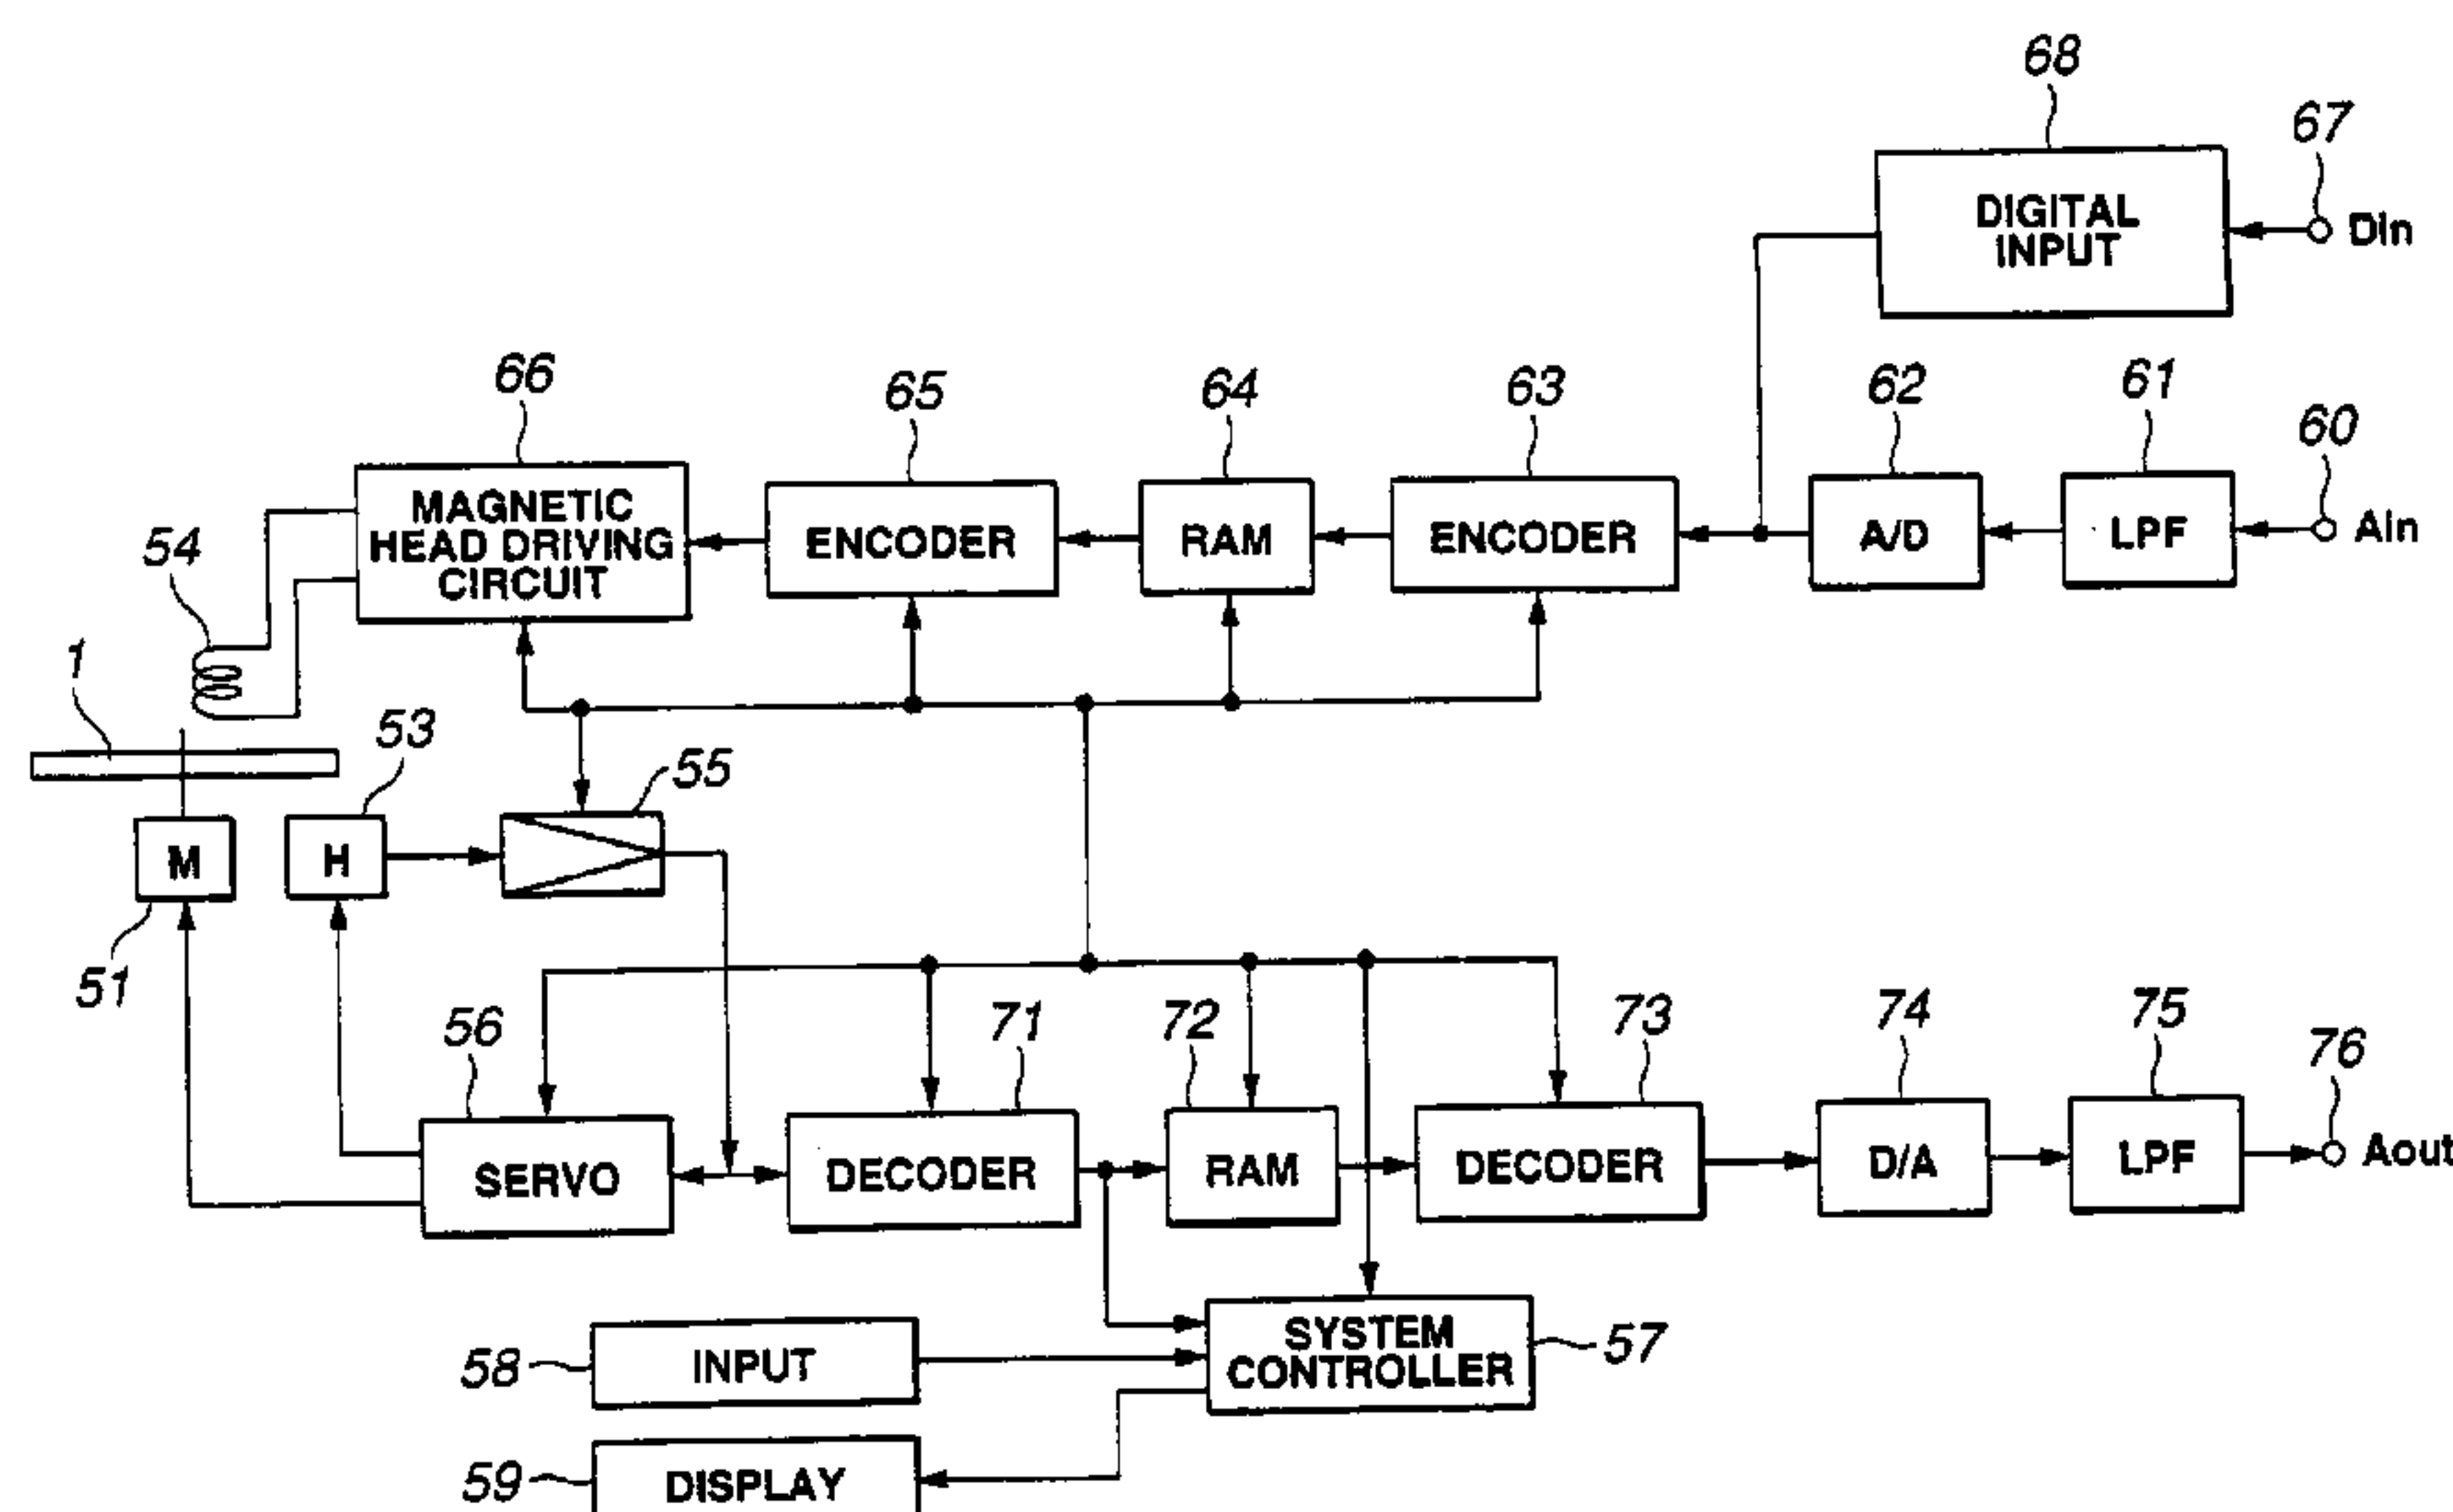 68
67
DIGITAL
INPUT
Din
66
65
64
63
62
61
60
MAGNETIC
HEAD DRIVING
CIRCUIT
ENCODER
RAM
ENCODER
A/D
LPF
Ain
54
1
53
55
M
H
51
56
71
72
73
74
75
76
SERVO
DECODER
RAM
DECODER
D/A
LPF
Aout
58
INPUT
SYSTEM
CONTROLLER
57
59
DISPLAY